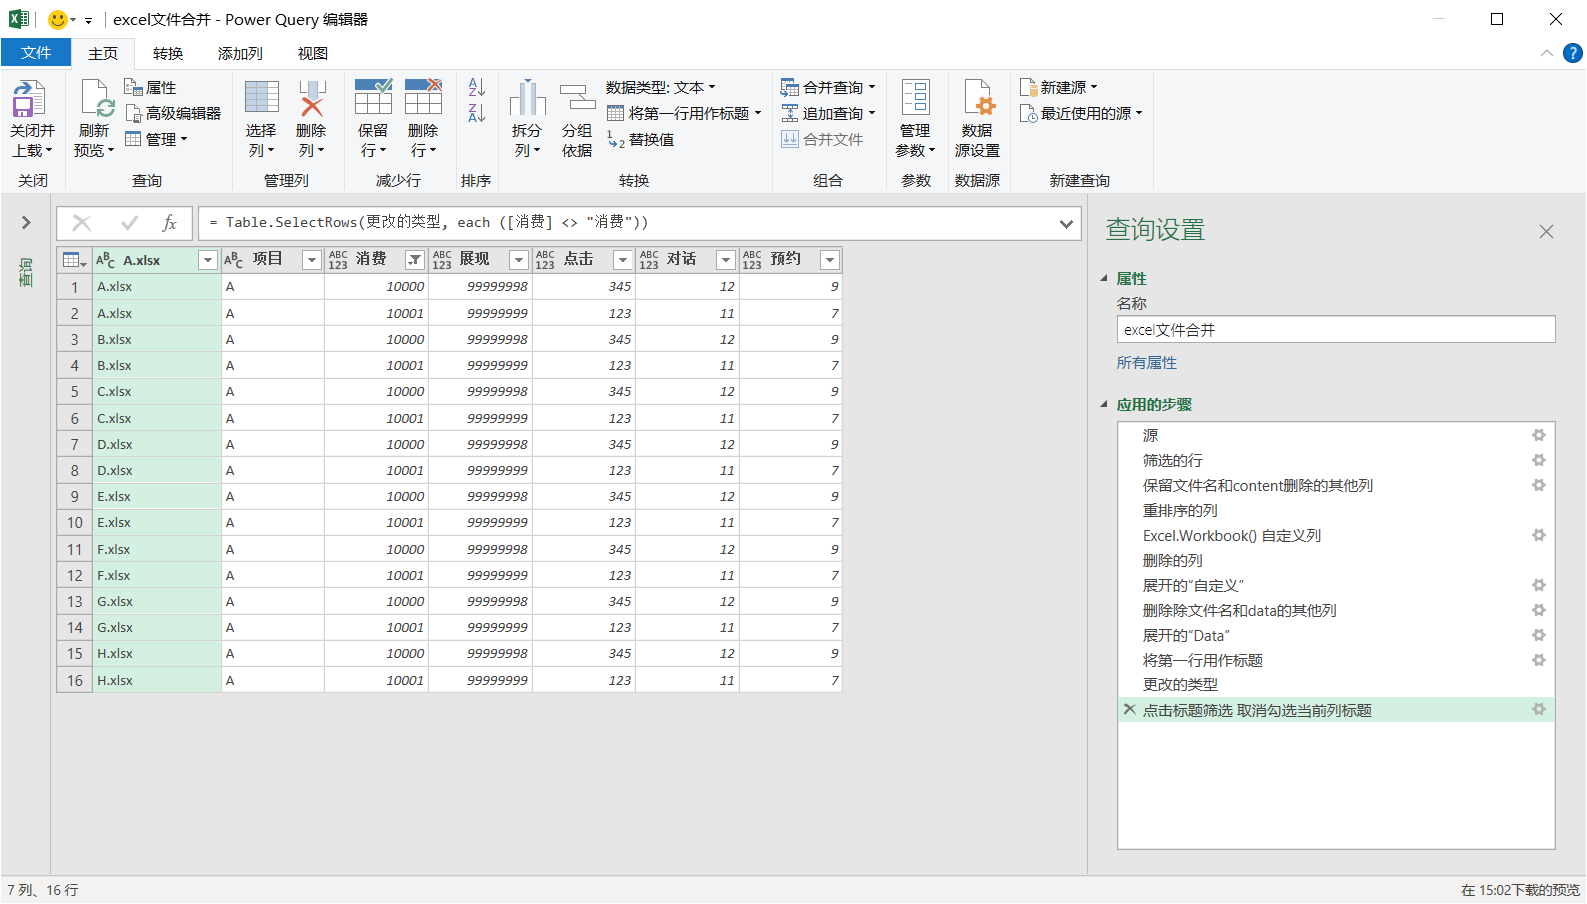 excel文件合并 - Power Query 编辑器
文件 主页 转换 添加列 视图
关闭并上载
关闭
刷新预览
属性
高级编辑器
管理
查询
选择列
删除列
管理列
保留行
删除行
减少行
排序
拆分列
分组依据
数据类型: 文本
将第一行用作标题
1 2 替换值
转换
合并查询
追加查询
合并文件
组合
管理参数
参数
数据源设置
数据源
新建源
最近使用的源
新建查询
查询
fx = Table.SelectRows(更改的类型, each ([消费] <> "消费"))
ABC A.xlsx ABC 项目 ABC 123 消费 ABC 123 展现 ABC 123 点击 ABC 123 对话 ABC 123 预约
1 A.xlsx A 10000 99999998 345 12 9
2 A.xlsx A 10001 99999999 123 11 7
3 B.xlsx A 10000 99999998 345 12 9
4 B.xlsx A 10001 99999999 123 11 7
5 C.xlsx A 10000 99999998 345 12 9
6 C.xlsx A 10001 99999999 123 11 7
7 D.xlsx A 10000 99999998 345 12 9
8 D.xlsx A 10001 99999999 123 11 7
9 E.xlsx A 10000 99999998 345 12 9
10 E.xlsx A 10001 99999999 123 11 7
11 F.xlsx A 10000 99999998 345 12 9
12 F.xlsx A 10001 99999999 123 11 7
13 G.xlsx A 10000 99999998 345 12 9
14 G.xlsx A 10001 99999999 123 11 7
15 H.xlsx A 10000 99999998 345 12 9
16 H.xlsx A 10001 99999999 123 11 7
查询设置
属性
名称
excel文件合并
所有属性
应用的步骤
源
筛选的行
保留文件名和content删除的其他列
重排序的列
Excel.Workbook() 自定义列
删除的列
展开的“自定义”
删除除文件名和data的其他列
展开的“Data”
将第一行用作标题
更改的类型
点击标题筛选 取消勾选当前列标题
7 列、16 行
在 15:02下载的预览